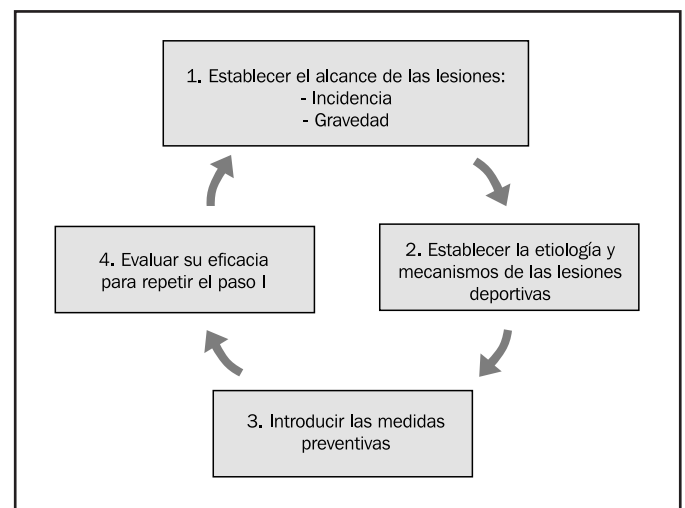 1. Establecer el alcance de las lesiones:
- Incidencia
- Gravedad
2. Establecer la etiología y
mecanismos de las lesiones
deportivas
3. Introducir las medidas
preventivas
4. Evaluar su eficacia
para repetir el paso I